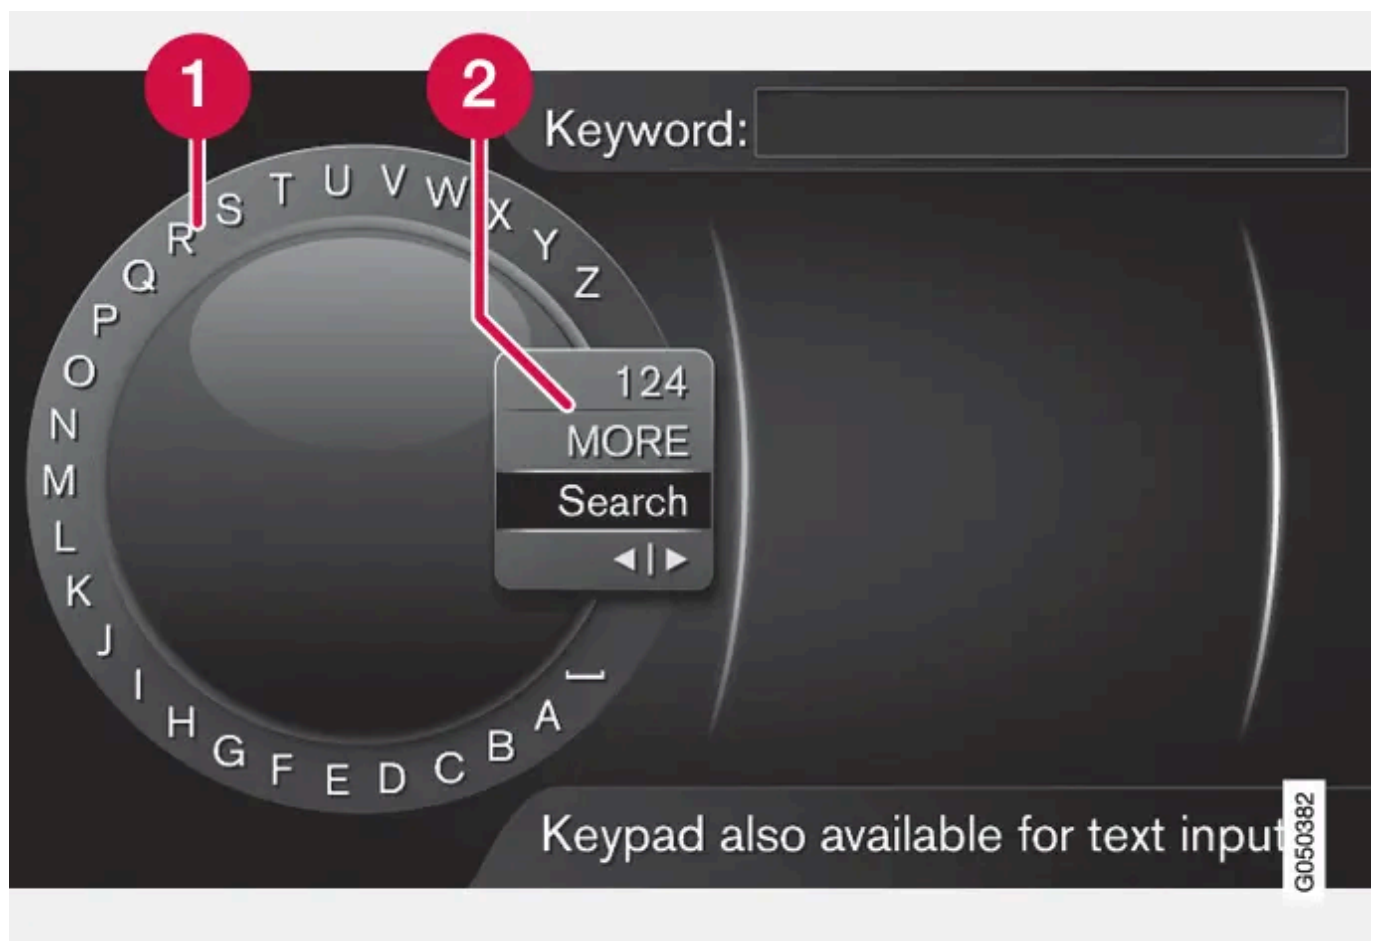 1
2
Keyword:
R
S
T
U
V
W
X
Y
Z
Q
P
O
N
M
L
K
J
I
H
G
F
E
D
C
B
A
124
MORE
Search
◀|▶
Keypad also available for text input
G050382